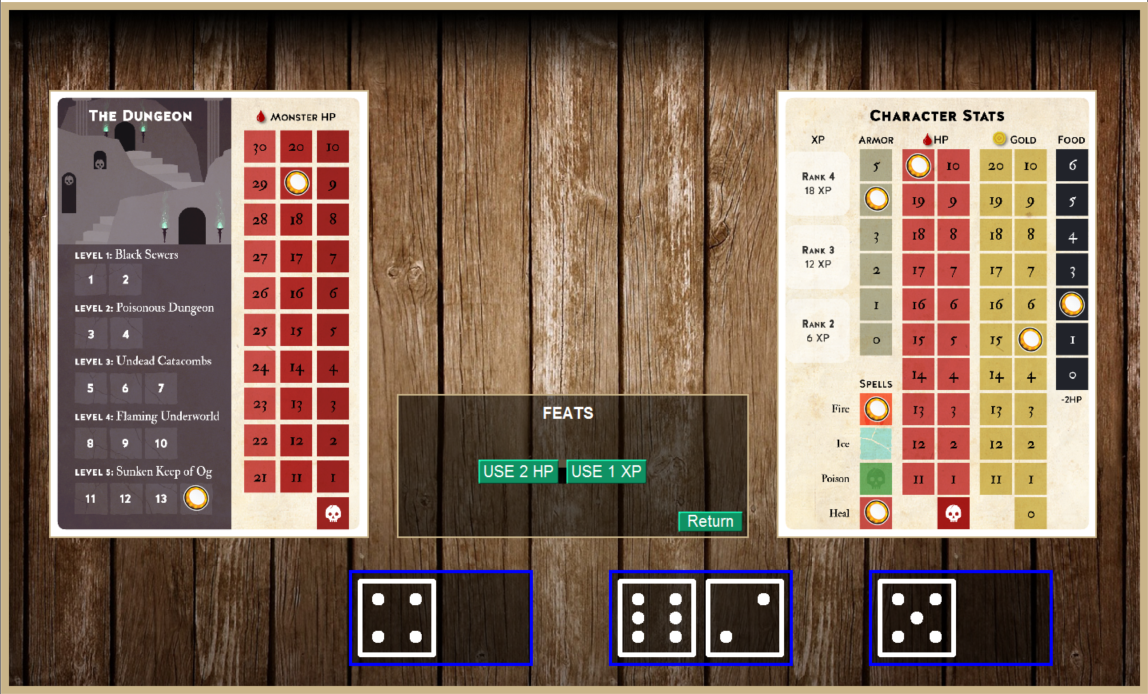 THE DUNGEON
MONSTER HP
30 20 10
29 9
28 18 8
27 17 7
26 16 6
25 15 5
24 14 4
23 13 3
22 12 2
21 11 1
LEVEL 1: Black Sewers
1 2
LEVEL 2: Poisonous Dungeon
3 4
LEVEL 3: Undead Catacombs
5 6 7
LEVEL 4: Flaming Underworld
8 9 10
LEVEL 5: Sunken Keep of Og
11 12 13
FEATS
USE 2 HP USE 1 XP
Return
CHARACTER STATS
XP ARMOR HP GOLD FOOD
RANK 4
18 XP
RANK 3
12 XP
RANK 2
6 XP
5 10 20 10 6
19 9 19 9 5
3 18 8 18 8 4
2 17 7 17 7 3
1 16 6 16 6
0 15 5 15 1
14 4 14 4 0
-2HP
SPELLS
Fire 13 3 13 3
Ice 12 2 12 2
Poison 11 1 11 1
Heal 0